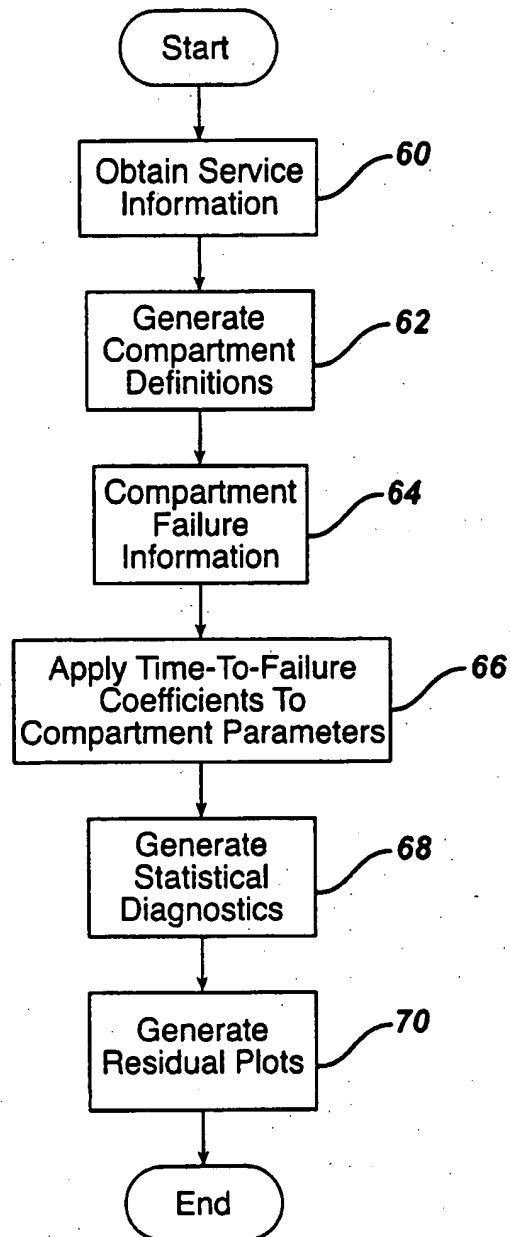 Start
Obtain Service
Information
60
Generate
Compartment
Definitions
62
Compartment
Failure
Information
64
Apply Time-To-Failure
Coefficients To
Compartment Parameters
66
Generate
Statistical
Diagnostics
68
Generate
Residual Plots
70
End